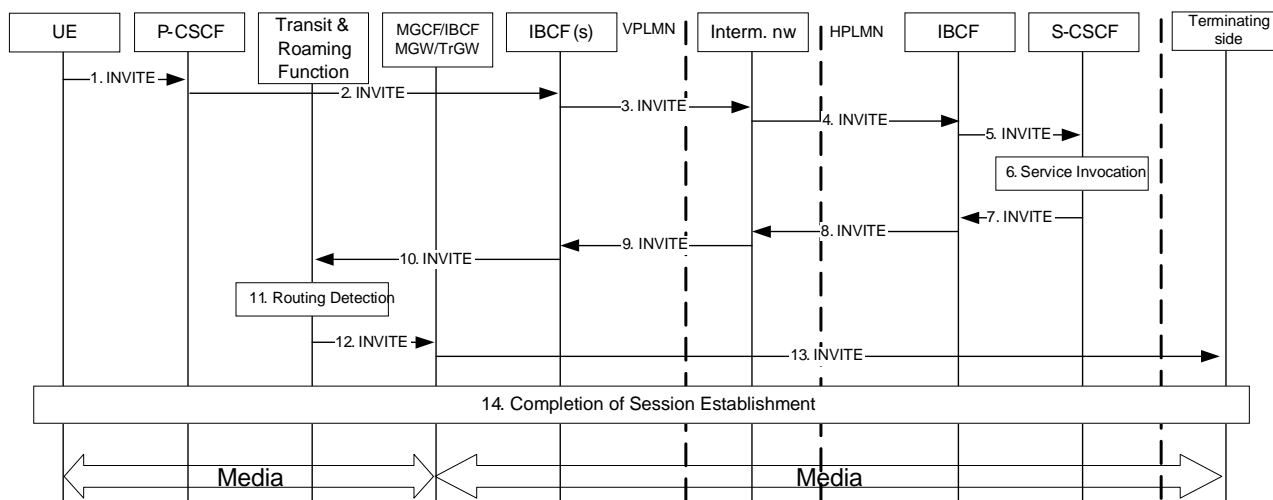 UE
P-CSCF
Transit &
Roaming
Function
MGCF/IBCF
MGW/TrGW
IBCF (s)
VPLMN
Interm. nw
HPLMN
IBCF
S-CSCF
Terminating
side
1. INVITE
2. INVITE
3. INVITE
4. INVITE
5. INVITE
6. Service Invocation
7. INVITE
8. INVITE
9. INVITE
10. INVITE
11. Routing Detection
12. INVITE
13. INVITE
14. Completion of Session Establishment
Media
Media